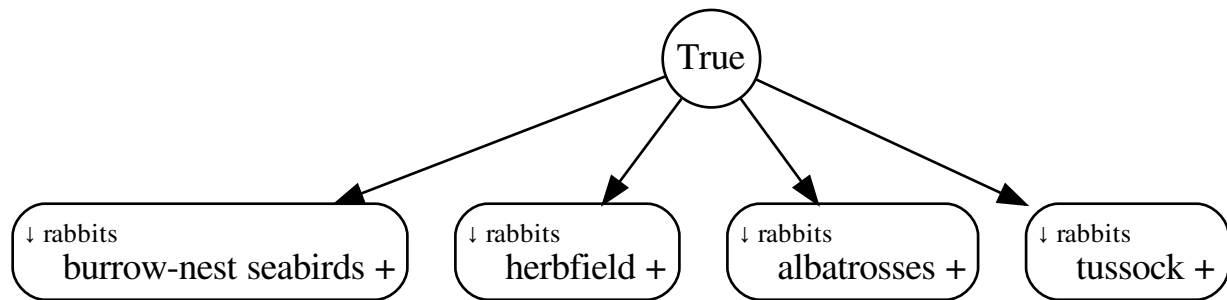 True
↓ rabbits
burrow-nest seabirds +
↓ rabbits
herbfield +
↓ rabbits
albatrosses +
↓ rabbits
tussock +